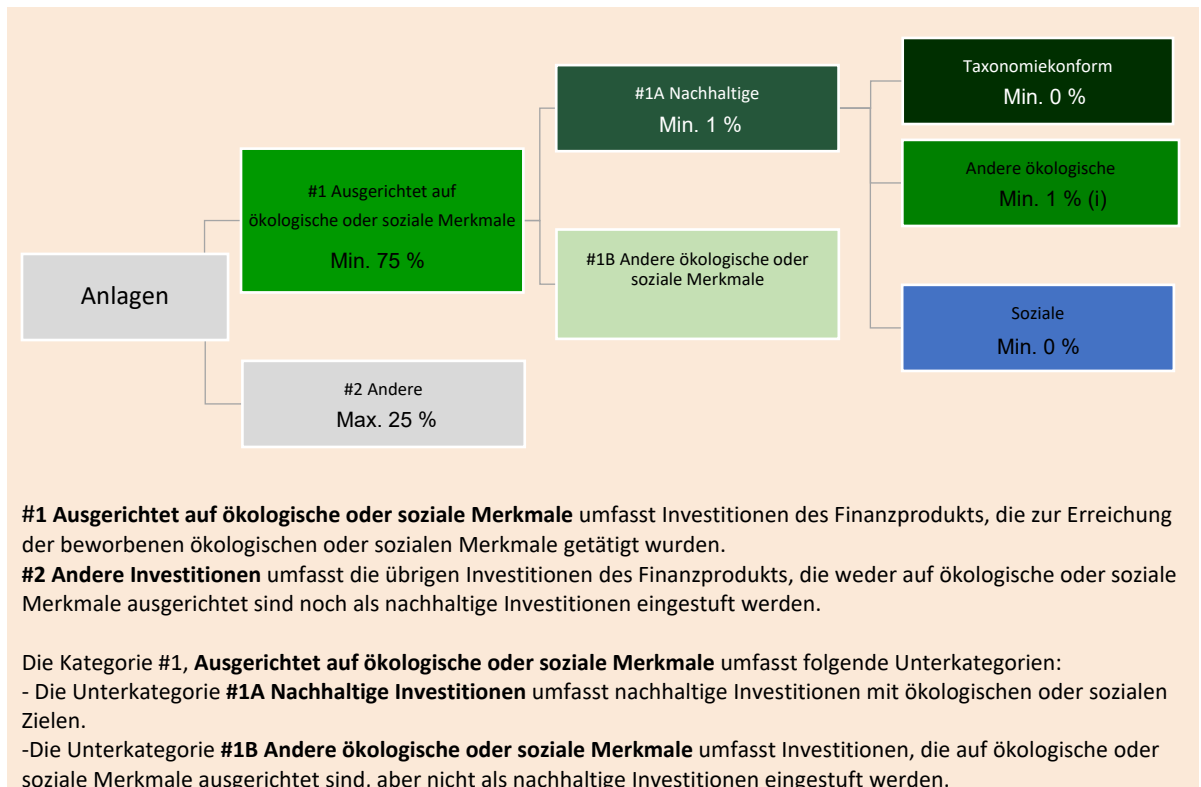 Anlagen
#1 Ausgerichtet auf
ökologische oder soziale Merkmale
Min. 75 %
#2 Andere
Max. 25 %
#1A Nachhaltige
Min. 1 %
#1B Andere ökologische oder
soziale Merkmale
Taxonomiekonform
Min. 0 %
Andere ökologische
Min. 1 % (i)
Soziale
Min. 0 %
#1 Ausgerichtet auf ökologische oder soziale Merkmale umfasst Investitionen des Finanzprodukts, die zur Erreichung
der beworbenen ökologischen oder sozialen Merkmale getätigt wurden.
#2 Andere Investitionen umfasst die übrigen Investitionen des Finanzprodukts, die weder auf ökologische oder soziale
Merkmale ausgerichtet sind noch als nachhaltige Investitionen eingestuft werden.
Die Kategorie #1, Ausgerichtet auf ökologische oder soziale Merkmale umfasst folgende Unterkategorien:
- Die Unterkategorie #1A Nachhaltige Investitionen umfasst nachhaltige Investitionen mit ökologischen oder sozialen
Zielen.
-Die Unterkategorie #1B Andere ökologische oder soziale Merkmale umfasst Investitionen, die auf ökologische oder
soziale Merkmale ausgerichtet sind, aber nicht als nachhaltige Investitionen eingestuft werden.